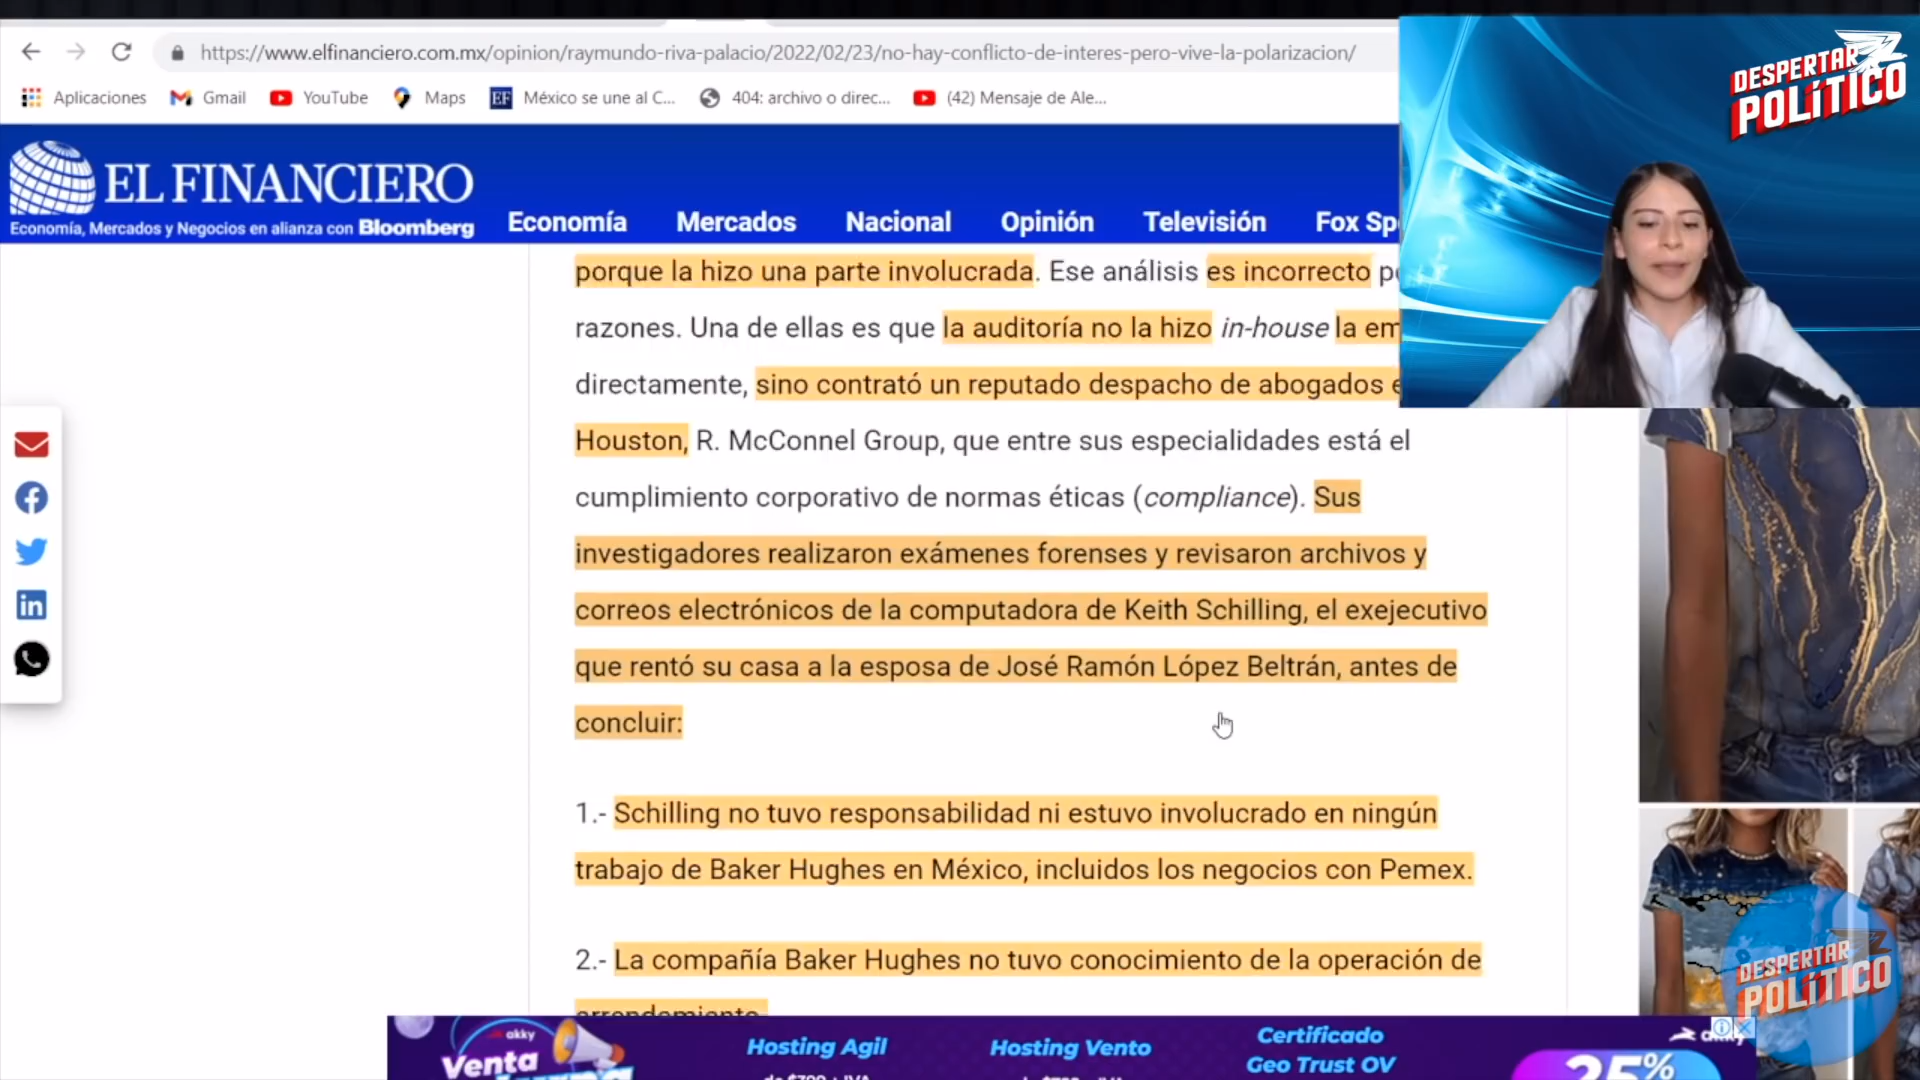 https://www.elfinanciero.com.mx/opinion/raymundo-riva-palacio/2022/02/23/no-hay-conflicto-de-interes-pero-vive-la-polarizacion/
Aplicaciones Gmail YouTube Maps EF México se une al C... 404: archivo o direc... (42) Mensaje de Ale...
DESPERTAR
POLÍTICO
EL FINANCIERO
Economía, Mercados y Negocios en alianza con Bloomberg
Economía Mercados Nacional Opinión Televisión Fox Sp
porque la hizo una parte involucrada. Ese análisis es incorrecto
razones. Una de ellas es que la auditoría no la hizo in-house la em
directamente, sino contrató un reputado despacho de abogados
Houston, R. McConnel Group, que entre sus especialidades está el
cumplimiento corporativo de normas éticas (compliance). Sus
investigadores realizaron exámenes forenses y revisaron archivos y
correos electrónicos de la computadora de Keith Schilling, el exejecutivo
que rentó su casa a la esposa de José Ramón López Beltrán, antes de
concluir:
1.- Schilling no tuvo responsabilidad ni estuvo involucrado en ningún
trabajo de Baker Hughes en México, incluidos los negocios con Pemex.
2.- La compañía Baker Hughes no tuvo conocimiento de la operación de
arrendamiento.
DESPERTAR
POLÍTICO
akky
Venta
Hosting Agil
Hosting Vento
Certificado
Geo Trust OV
25%